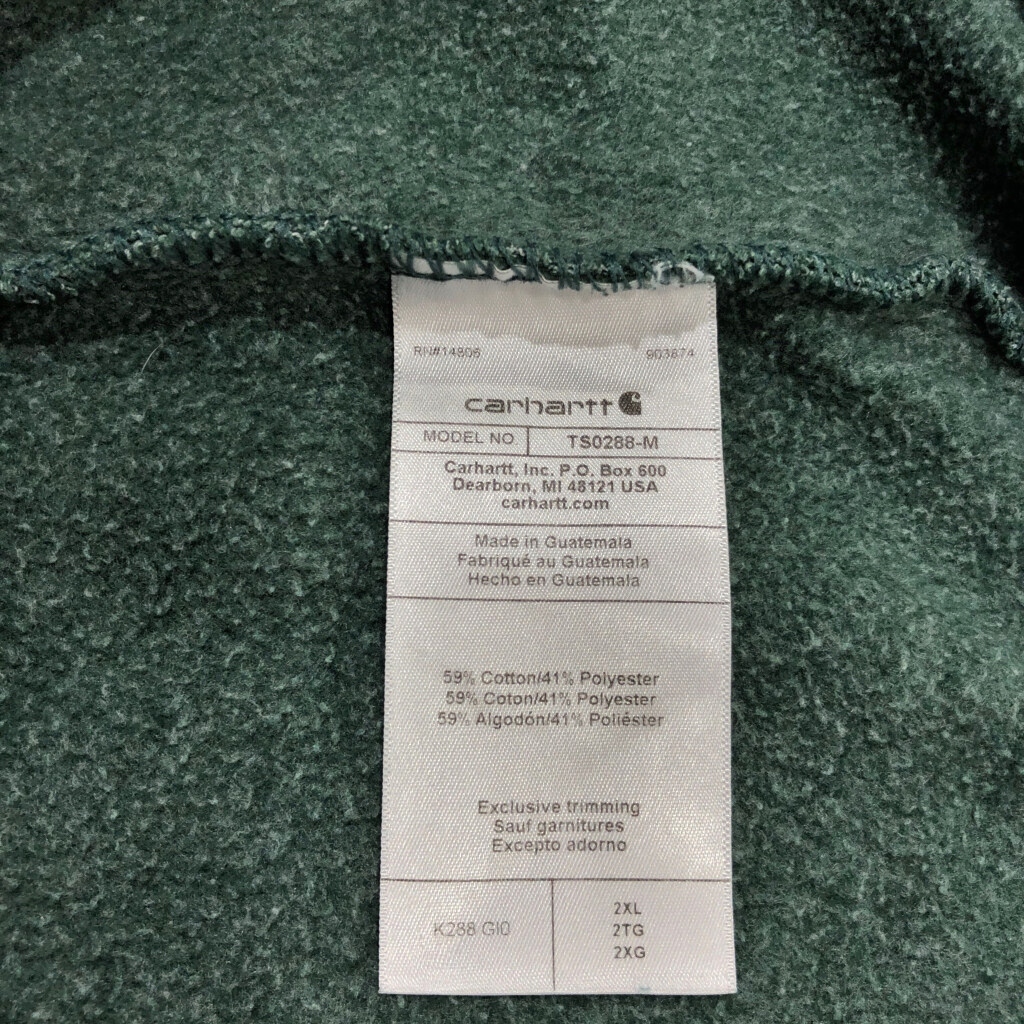 RN#14806 903874
carhartt
MODEL NO TS0288-M
Carhartt, Inc. P.O. Box 600
Dearborn, MI 48121 USA
carhartt.com
Made in Guatemala
Fabriqué au Guatemala
Hecho en Guatemala
59% Cotton/41% Polyester
59% Coton/41% Polyester
59% Algodón/41% Poliéster
Exclusive trimming
Sauf garnitures
Excepto adorno
K288 GI0
2XL
2TG
2XG